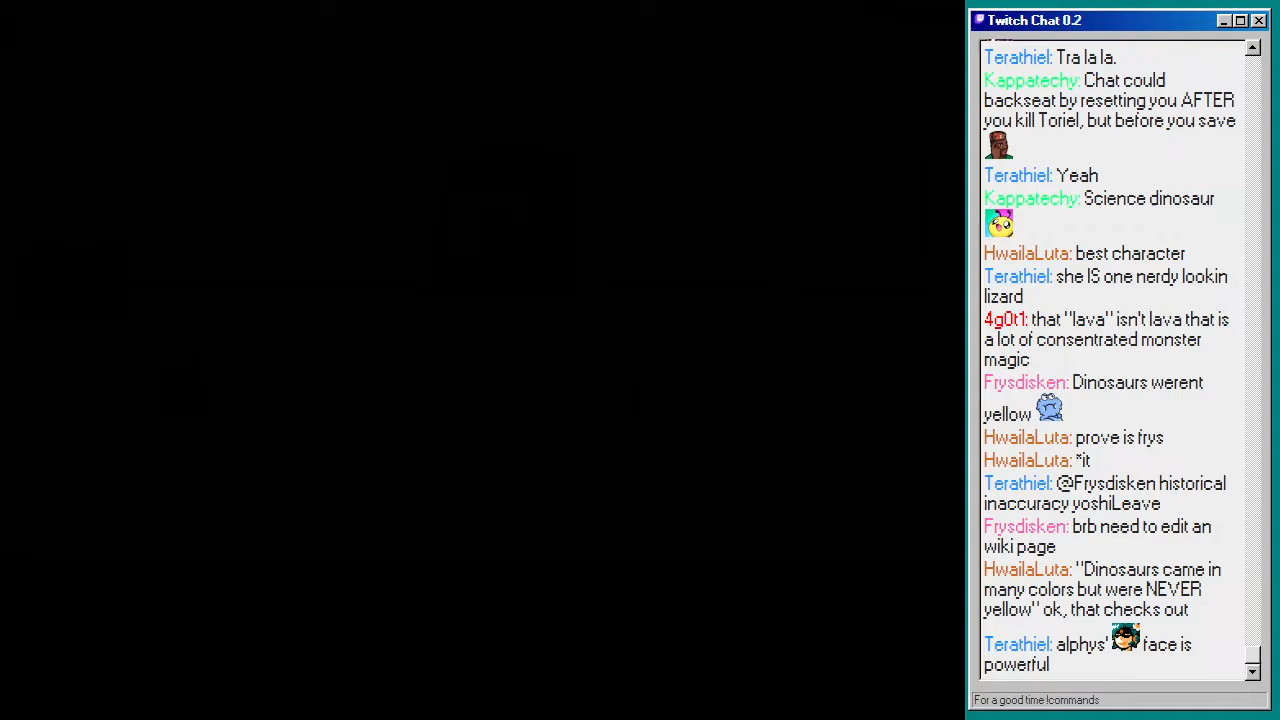 Twitch Chat 0.2
Terathiel: Tra la la.
Kappatechy: Chat could
backseat by resetting you AFTER
you kill Toriel, but before you save
Terathiel: Yeah
Kappatechy: Science dinosaur
HwailaLuta: best character
Terathiel: she IS one nerdy lookin
lizard
4g0t1: that "lava" isn't lava that is
a lot of consentrated monster
magic
Frysdisken: Dinosaurs werent
yellow
HwailaLuta: prove is frys
HwailaLuta: *it
Terathiel: @Frysdisken historical
inaccuracy yoshiLeave
Frysdisken: brb need to edit an
wiki page
HwailaLuta: "Dinosaurs came in
many colors but were NEVER
yellow" ok, that checks out
Terathiel: alphys' face is
powerful
For a good time !commands